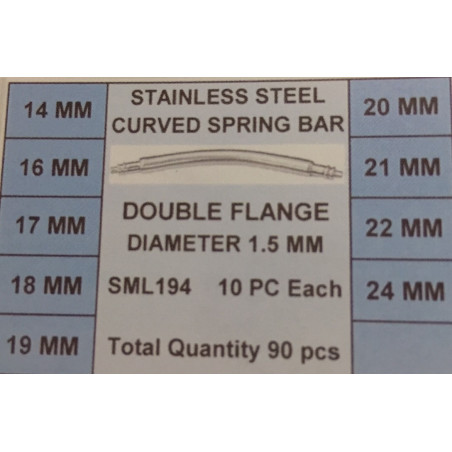 14 MM
16 MM
17 MM
18 MM
19 MM
STAINLESS STEEL
CURVED SPRING BAR
DOUBLE FLANGE
DIAMETER 1.5 MM
SML194 10 PC Each
Total Quantity 90 pcs
20 MM
21 MM
22 MM
24 MM